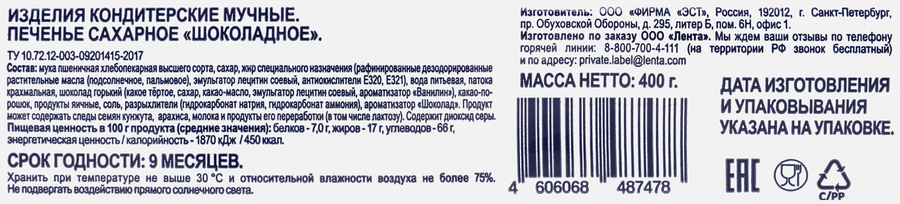 ИЗДЕЛИЯ КОНДИТЕРСКИЕ МУЧНЫЕ.
ПЕЧЕНЬЕ САХАРНОЕ «ШОКОЛАДНОЕ».
ТУ 10.72.12-003-09201415-2017
Состав: мука пшеничная хлебопекарная высшего сорта, сахар, жир специального назначения (рафинированные дезодорированные
растительные масла (подсолнечное, пальмовое), эмульгатор лецитин соевый, антиокислители Е320, Е321), вода питьевая, патока
крахмальная, шоколад горький (какое тёртое, сахар, какао-масло, эмульгатор лецитин соевый, ароматизатор «Ванилин»), какао-по-
рошок, продукты яичные, соль, разрыхлители (гидрокарбонат натрия, гидрокарбонат аммония), ароматизатор «Шоколад». Продукт
может содержать следы семян кунжута, арахиса, молока и продукты его переработки (в том числе лактозу). Содержит диоксид серы.
Пищевая ценность в 100 г продукта (средние значения): белков - 7,0 г, жиров - 17 г, углеводов - 66 г,
энергетическая ценность / калорийность - 1870 кДж / 450 ккал.
СРОК ГОДНОСТИ: 9 МЕСЯЦЕВ.
Хранить при температуре не выше 30 °С и относительной влажности воздуха не более 75%.
Не подвергать воздействию прямого солнечного света.
Изготовитель: ООО «ФИРМА «ЭСТ», Россия, 192012, г. Санкт-Петербург,
пр. Обуховской Обороны, д. 295, литер Б, пом. 6Н, офис 1.
Изготовлено по заказу ООО «Лента». Мы ждем ваши отзывы по телефону
горячей линии: 8-800-700-4-111 (на территории РФ звонок бесплатный)
и по адресу: private.label@lenta.com
МАССА НЕТТО: 400 г.
4 606068 487478
ДАТА ИЗГОТОВЛЕНИЯ
И УПАКОВЫВАНИЯ
УКАЗАНА НА УПАКОВКЕ.
EAC
C/PP